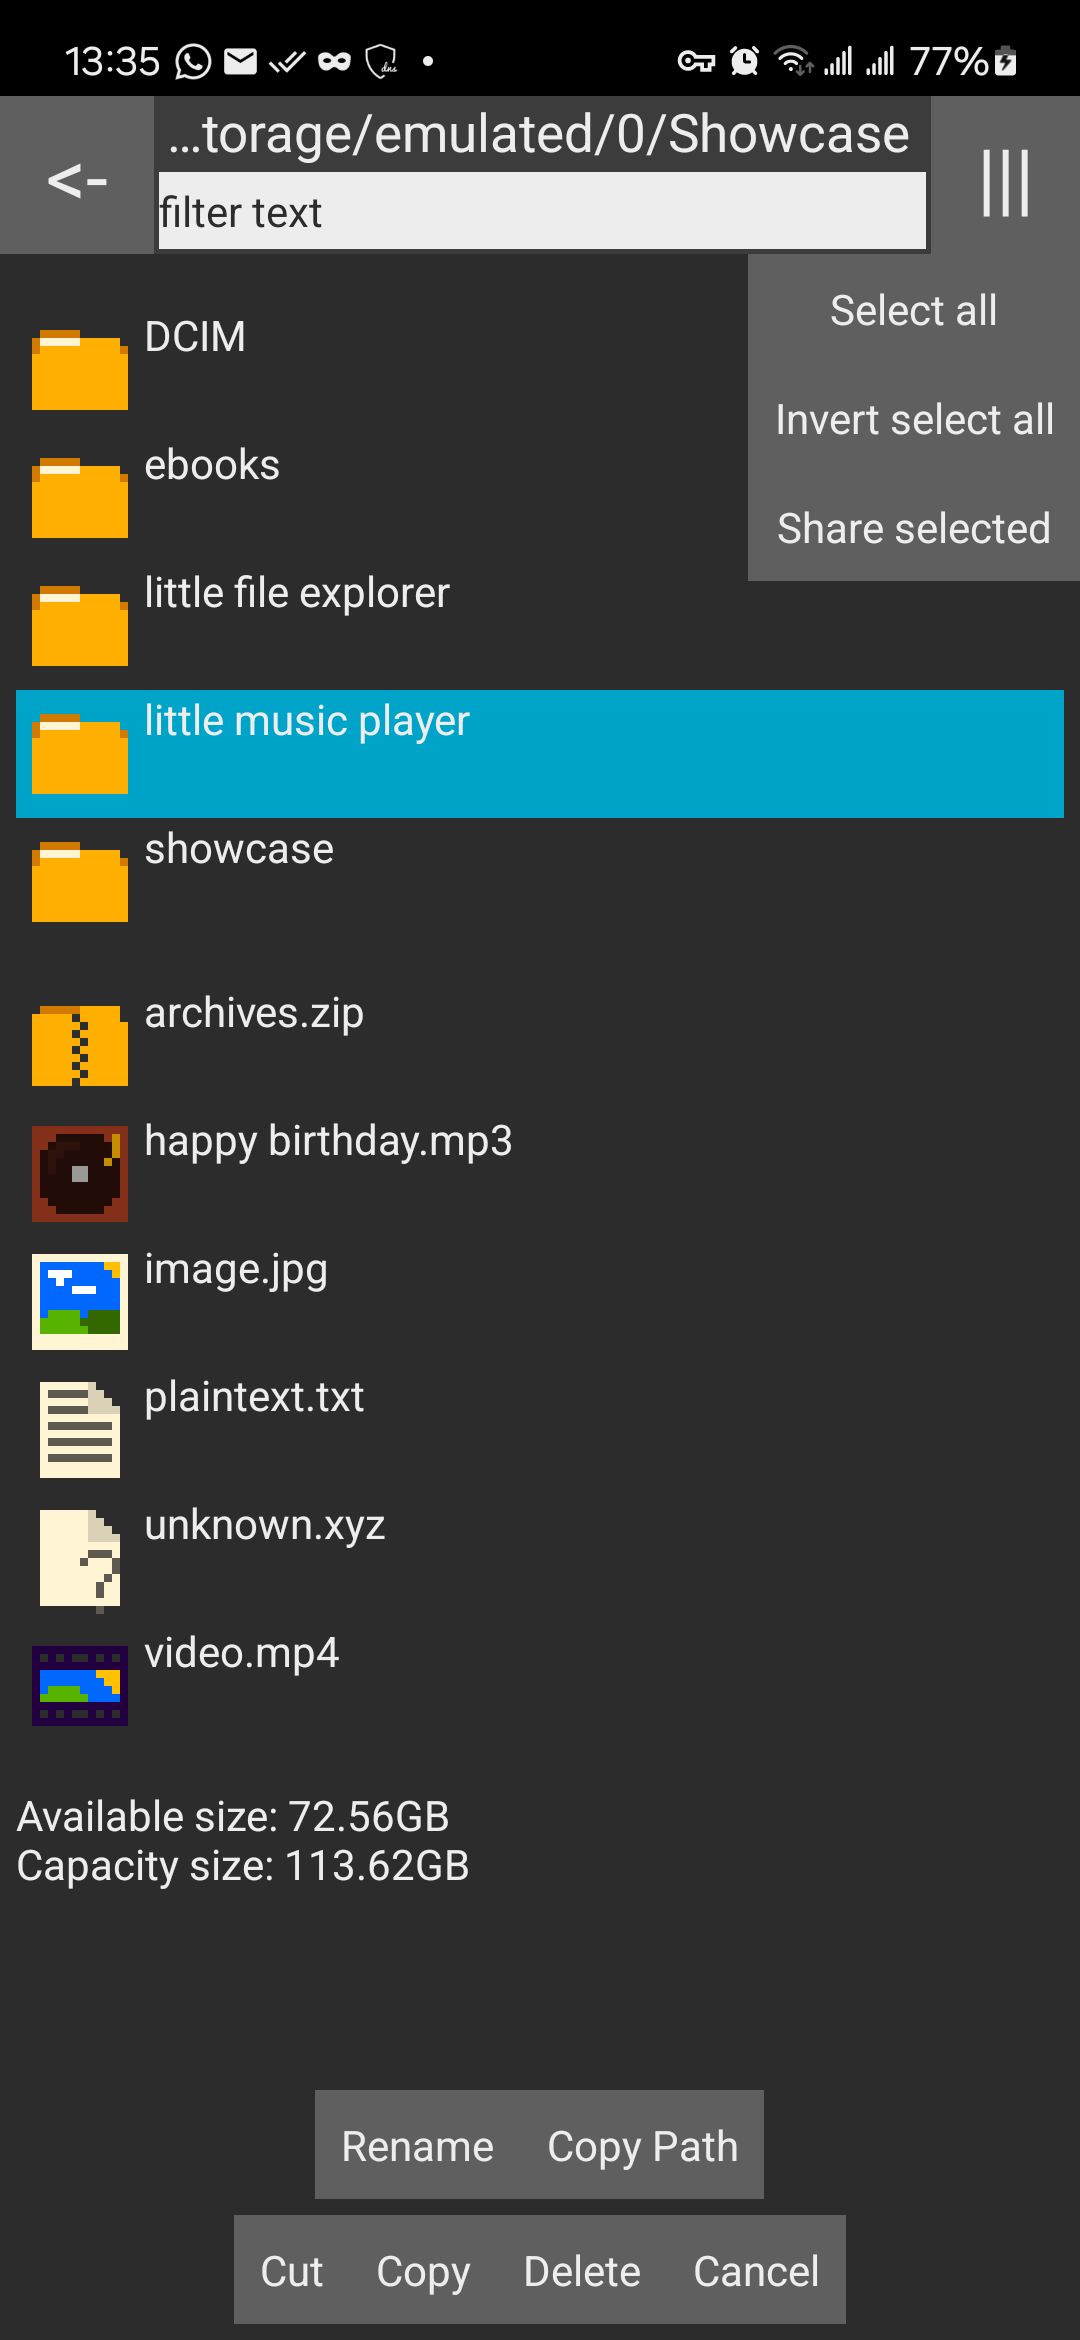 13:35 dns 77%
<-
...torage/emulated/0/Showcase
|||
filter text
Select all
Invert select all
Share selected
DCIM
ebooks
little file explorer
little music player
showcase
archives.zip
happy birthday.mp3
image.jpg
plaintext.txt
unknown.xyz
video.mp4
Available size: 72.56GB
Capacity size: 113.62GB
Rename Copy Path
Cut Copy Delete Cancel